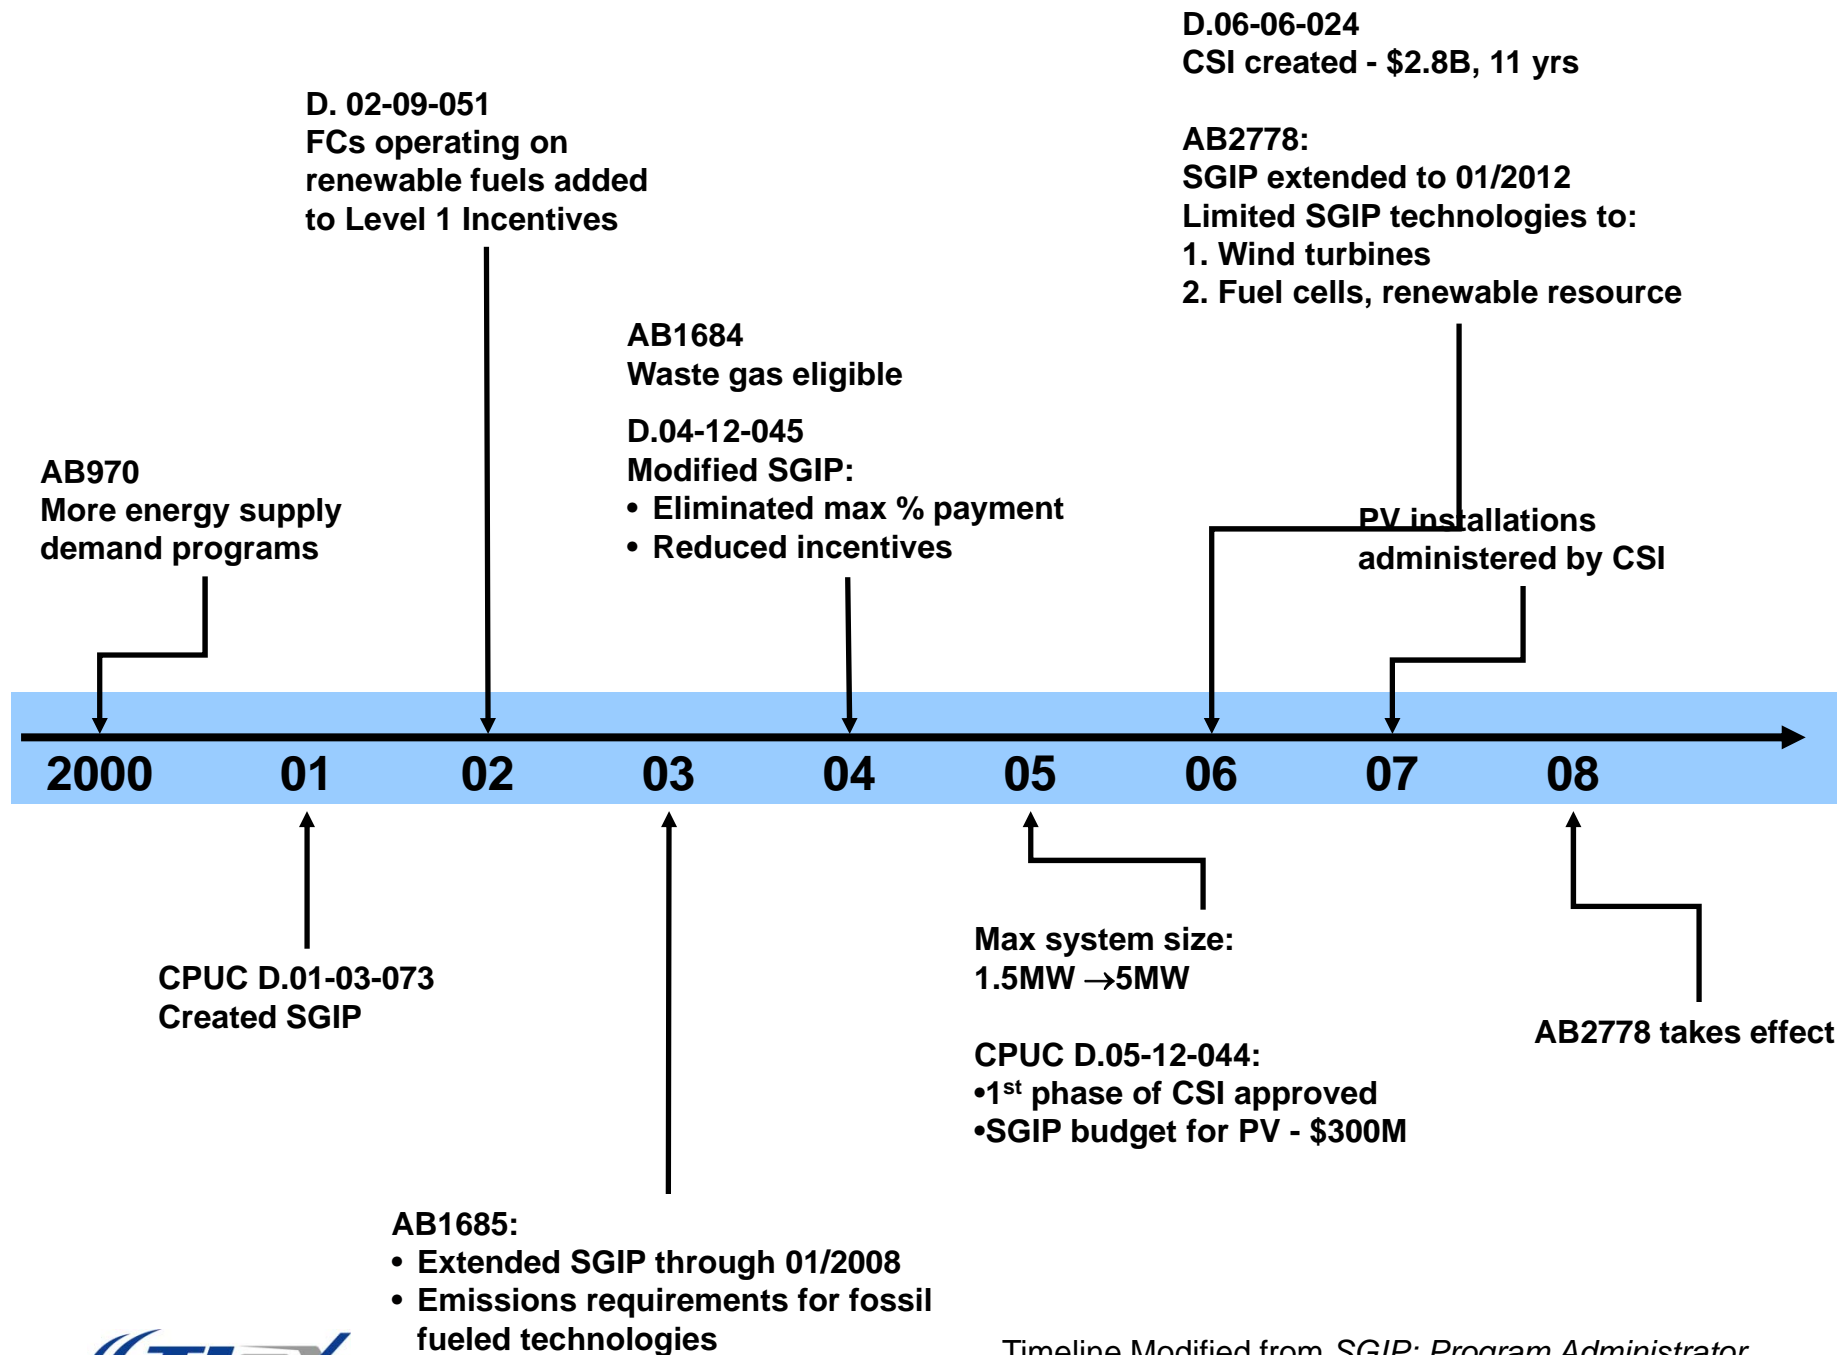 D.06-06-024
CSI created - $2.8B, 11 yrs
AB2778:
SGIP extended to 01/2012
Limited SGIP technologies to:
1. Wind turbines
2. Fuel cells, renewable resource
D. 02-09-051
FCs operating on
renewable fuels added
to Level 1 Incentives
AB1684
Waste gas eligible
D.04-12-045
Modified SGIP:
• Eliminated max % payment
• Reduced incentives
AB970
More energy supply
demand programs
PV installations
administered by CSI
2000 01 02 03 04 05 06 07 08
CPUC D.01-03-073
Created SGIP
Max system size:
1.5MW →5MW
CPUC D.05-12-044:
•1st phase of CSI approved
•SGIP budget for PV - $300M
AB2778 takes effect
AB1685:
• Extended SGIP through 01/2008
• Emissions requirements for fossil
fueled technologies
Timeline Modified from SGIP: Program Administrator